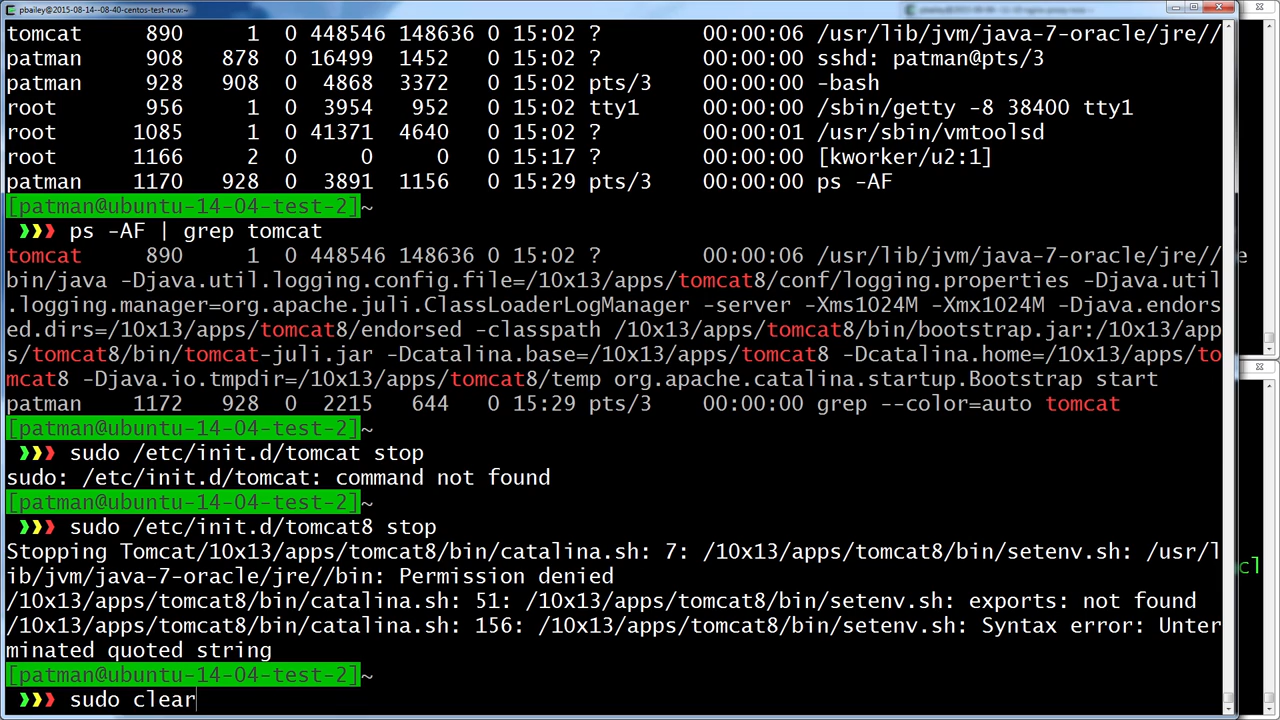 pbailey@2015-08-14--08-40-centos-test-ncw:~
tomcat 890 1 0 448546 148636 0 15:02 ? 00:00:06 /usr/lib/jvm/java-7-oracle/jre//
patman 908 878 0 16499 1452 0 15:02 ? 00:00:00 sshd: patman@pts/3
patman 928 908 0 4868 3372 0 15:02 pts/3 00:00:00 -bash
root 956 1 0 3954 952 0 15:02 tty1 00:00:00 /sbin/getty -8 38400 tty1
root 1085 1 0 41371 4640 0 15:02 ? 00:00:01 /usr/sbin/vmtoolsd
root 1166 2 0 0 0 0 15:17 ? 00:00:00 [kworker/u2:1]
patman 1170 928 0 3891 1156 0 15:29 pts/3 00:00:00 ps -AF
[patman@ubuntu-14-04-test-2]~
❯❯❯ ps -AF | grep tomcat
tomcat 890 1 0 448546 148636 0 15:02 ? 00:00:06 /usr/lib/jvm/java-7-oracle/jre//
bin/java -Djava.util.logging.config.file=/10x13/apps/tomcat8/conf/logging.properties -Djava.util
.logging.manager=org.apache.juli.ClassLoaderLogManager -server -Xms1024M -Xmx1024M -Djava.endors
ed.dirs=/10x13/apps/tomcat8/endorsed -classpath /10x13/apps/tomcat8/bin/bootstrap.jar:/10x13/app
s/tomcat8/bin/tomcat-juli.jar -Dcatalina.base=/10x13/apps/tomcat8 -Dcatalina.home=/10x13/apps/to
mcat8 -Djava.io.tmpdir=/10x13/apps/tomcat8/temp org.apache.catalina.startup.Bootstrap start
patman 1172 928 0 2215 644 0 15:29 pts/3 00:00:00 grep --color=auto tomcat
[patman@ubuntu-14-04-test-2]~
❯❯❯ sudo /etc/init.d/tomcat stop
sudo: /etc/init.d/tomcat: command not found
[patman@ubuntu-14-04-test-2]~
❯❯❯ sudo /etc/init.d/tomcat8 stop
Stopping Tomcat/10x13/apps/tomcat8/bin/catalina.sh: 7: /10x13/apps/tomcat8/bin/setenv.sh: /usr/l
ib/jvm/java-7-oracle/jre//bin: Permission denied
/10x13/apps/tomcat8/bin/catalina.sh: 51: /10x13/apps/tomcat8/bin/setenv.sh: exports: not found
/10x13/apps/tomcat8/bin/catalina.sh: 156: /10x13/apps/tomcat8/bin/setenv.sh: Syntax error: Unter
minated quoted string
[patman@ubuntu-14-04-test-2]~
❯❯❯ sudo clear